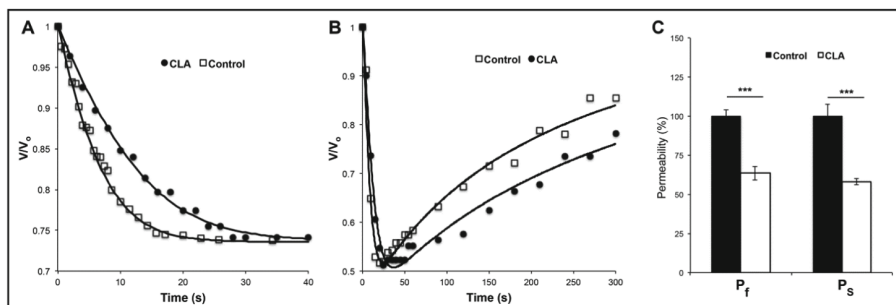 A
V/Vo
1
0.95
0.9
0.85
0.8
0.75
0.7
0
10
20
30
40
Time (s)
CLA
Control
B
V/Vo
1
0.9
0.8
0.7
0.6
0.5
0
50
100
150
200
250
300
Time (s)
Control
CLA
C
Control
CLA
Permeability (%)
150
125
100
75
50
25
0
***
***
Pf
PS